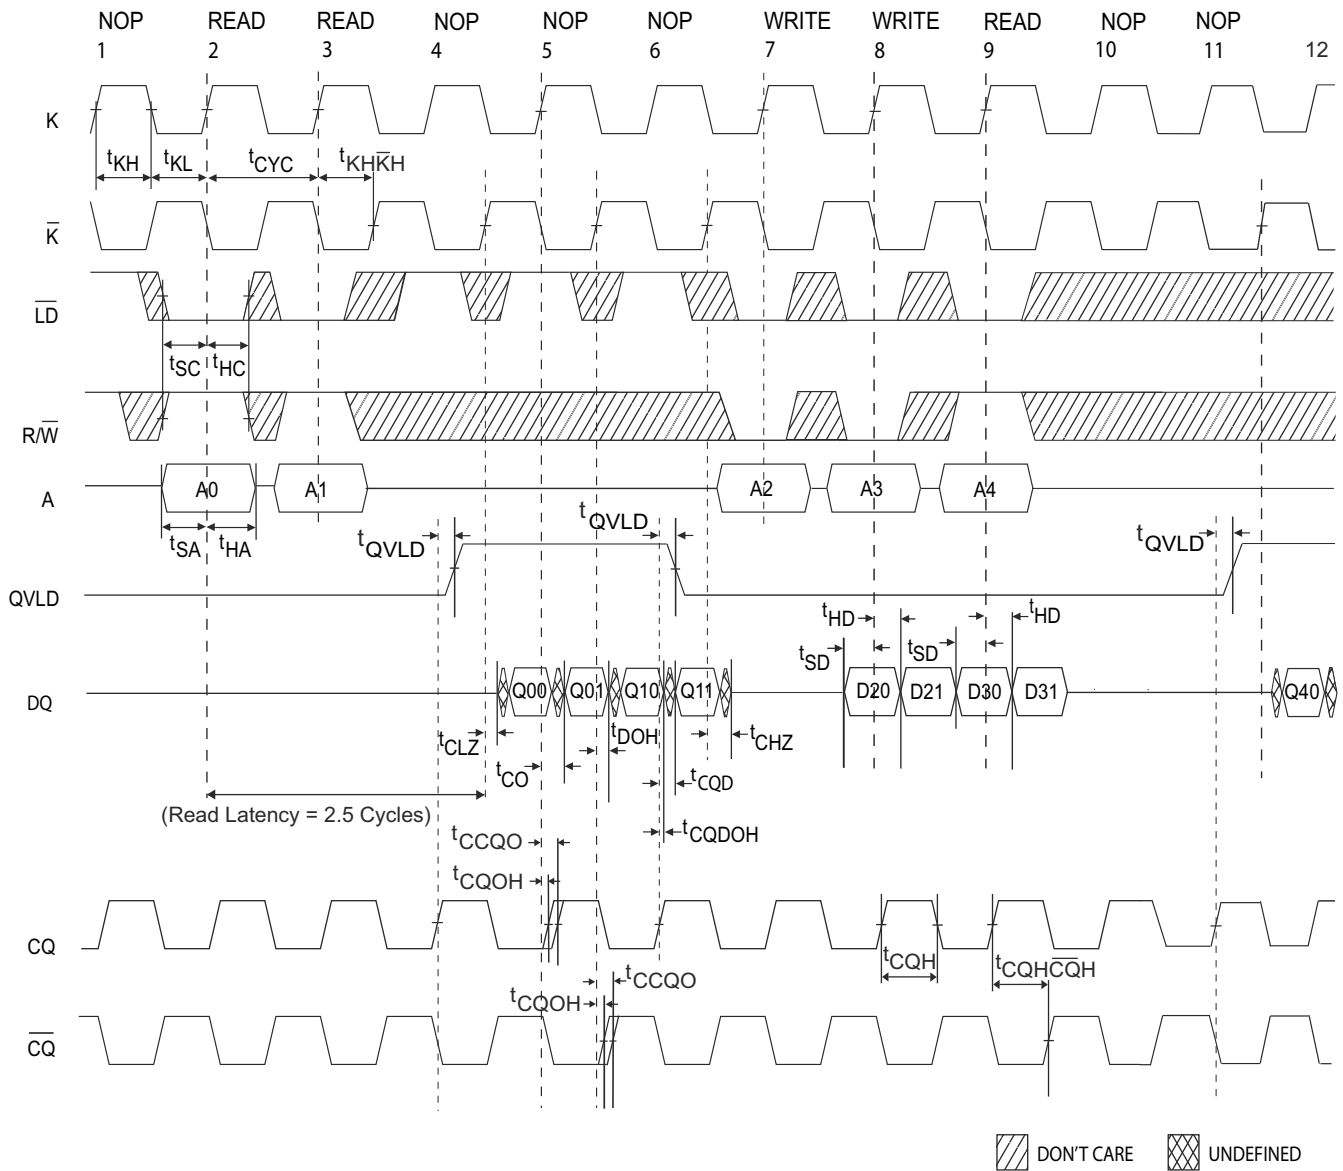 NOP READ READ NOP NOP NOP WRITE WRITE READ NOP NOP
1 2 3 4 5 6 7 8 9 10 11 12
K
tKH tKL tCYC tKHK̅H
K̅
L̅D̅
tSC tHC
R/W̅
A A0 A1 A2 A3 A4
tSA tHA tQVLD tQVLD tQVLD
QVLD
tHD tHD
tSD tSD
DQ Q00 Q01 Q10 Q11 D20 D21 D30 D31 Q40
tCLZ tDOH tCHZ
tCO tCQD
(Read Latency = 2.5 Cycles)
tCQDOH
tCCQO
tCQOH
CQ
tCQH tCQHC̅Q̅H
tCCQO
tCQOH
C̅Q̅
DON'T CARE UNDEFINED